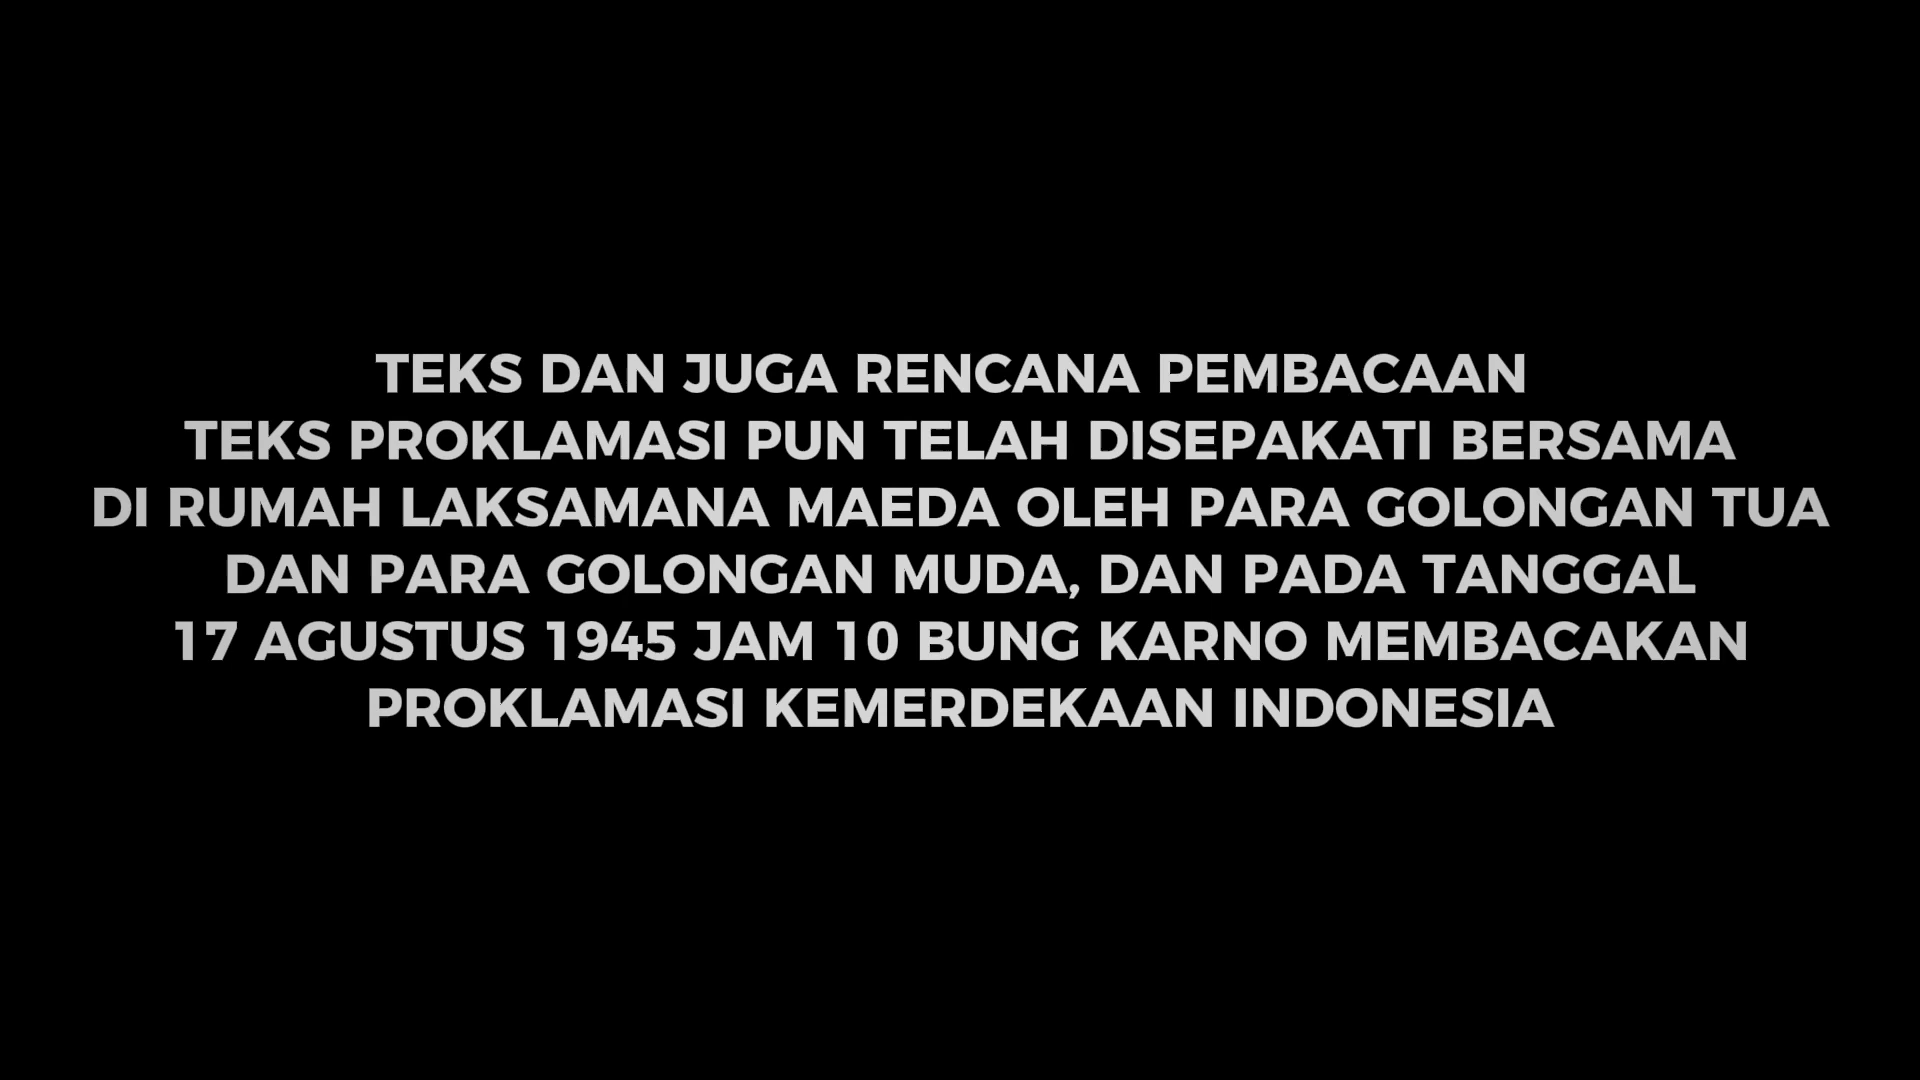 TEKS DAN JUGA RENCANA PEMBACAAN
TEKS PROKLAMASI PUN TELAH DISEPAKATI BERSAMA
DI RUMAH LAKSAMANA MAEDA OLEH PARA GOLONGAN TUA
DAN PARA GOLONGAN MUDA, DAN PADA TANGGAL
17 AGUSTUS 1945 JAM 10 BUNG KARNO MEMBACAKAN
PROKLAMASI KEMERDEKAAN INDONESIA